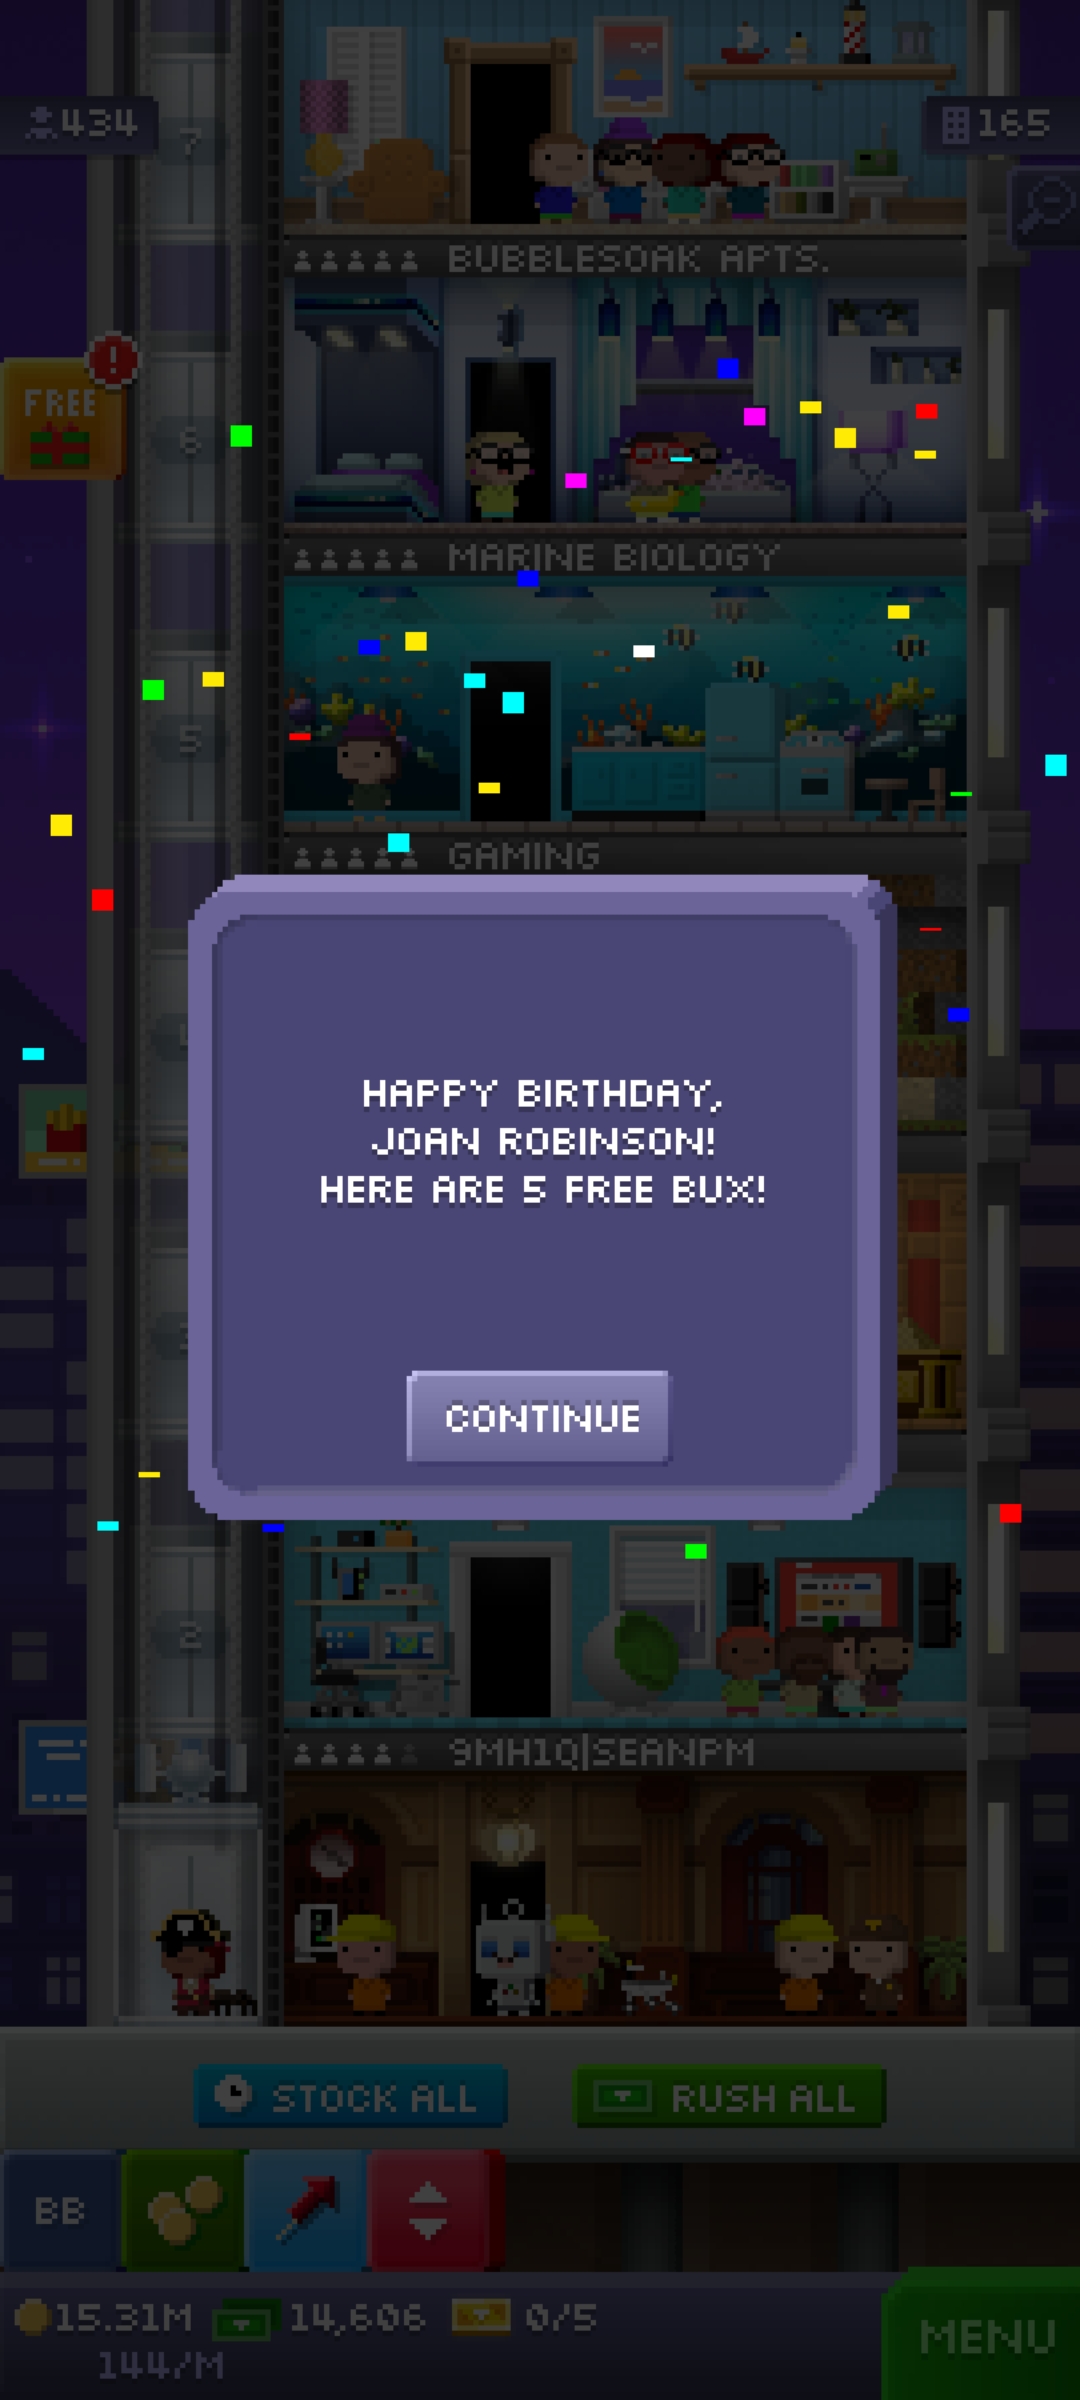 7
434
165
BUBBLESOAK APTS.
FREE
!
6
MARINE BIOLOGY
5
GAMING
HAPPY BIRTHDAY,
JOAN ROBINSON!
HERE ARE 5 FREE BUX!
CONTINUE
2
9MH1Q|SEANPM
STOCK ALL
RUSH ALL
BB
15.31M
14,606
0/5
144/M
MENU